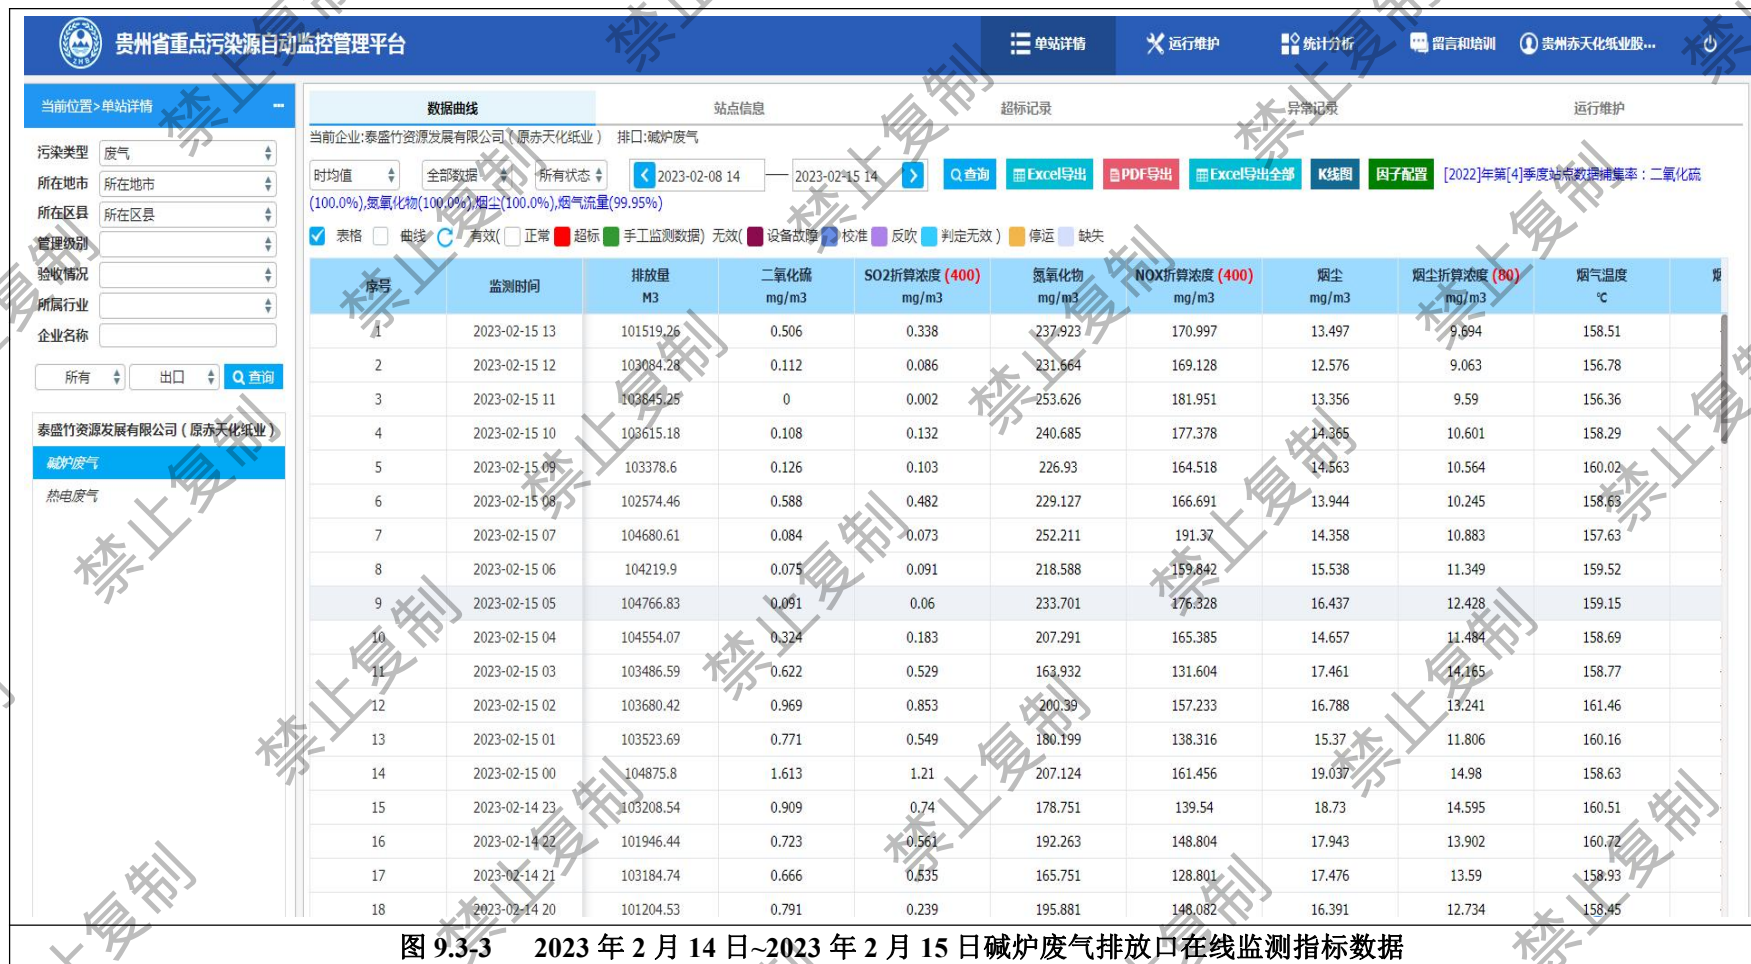 贵州省重点污染源自动监控管理平台
单站详情 运行维护 统计分析 留言和培训 贵州赤天化纸业股...
当前位置>单站详情
污染类型 废气
所在地市 所在地市
所在区县 所在区县
管理级别
验收情况
所属行业
企业名称
所有 出口 查询
泰盛竹资源发展有限公司（原赤天化纸业）
碱炉废气
热电废气
数据曲线 站点信息 超标记录 异常记录 运行维护
当前企业:泰盛竹资源发展有限公司（原赤天化纸业） 排口:碱炉废气
时均值 全部数据 所有状态 2023-02-08 14 2023-02-15 14 查询 Excel导出 PDF导出 Excel导出全部 K线图 因子配置 [2022]年第[4]季度站点数据捕集率：二氧化硫
(100.0%),氮氧化物(100.0%),烟尘(100.0%),烟气流量(99.95%)
表格 曲线 有效( 正常 超标 手工监测数据) 无效( 设备故障 校准 反吹 判定无效 ) 停运 缺失
序号 监测时间 排放量 M3 二氧化硫 mg/m3 SO2折算浓度 (400) mg/m3 氮氧化物 mg/m3 NOX折算浓度 (400) mg/m3 烟尘 mg/m3 烟尘折算浓度 (80) mg/m3 烟气温度 ℃
1 2023-02-15 13 101519.26 0.506 0.338 237.923 170.997 13.497 9.694 158.51
2 2023-02-15 12 103084.28 0.112 0.086 231.664 169.128 12.576 9.063 156.78
3 2023-02-15 11 103845.25 0 0.002 253.626 181.951 13.356 9.59 156.36
4 2023-02-15 10 103615.18 0.108 0.132 240.685 177.378 14.365 10.601 158.29
5 2023-02-15 09 103378.6 0.126 0.103 226.93 164.518 14.563 10.564 160.02
6 2023-02-15 08 102574.46 0.588 0.482 229.127 166.691 13.944 10.245 158.63
7 2023-02-15 07 104680.61 0.084 0.073 252.211 191.37 14.358 10.883 157.63
8 2023-02-15 06 104219.9 0.075 0.091 218.588 159.842 15.538 11.349 159.52
9 2023-02-15 05 104766.83 0.091 0.06 233.701 176.328 16.437 12.428 159.15
10 2023-02-15 04 104554.07 0.324 0.183 207.291 165.385 14.657 11.484 158.69
11 2023-02-15 03 103486.59 0.622 0.529 163.932 131.604 17.461 14.165 158.77
12 2023-02-15 02 103680.42 0.969 0.853 200.39 157.233 16.788 13.241 161.46
13 2023-02-15 01 103523.69 0.771 0.549 180.199 138.316 15.37 11.806 160.16
14 2023-02-15 00 104875.8 1.613 1.21 207.124 161.456 19.037 14.98 158.63
15 2023-02-14 23 103208.54 0.909 0.74 178.751 139.54 18.73 14.595 160.51
16 2023-02-14 22 101946.44 0.723 0.561 192.263 148.804 17.943 13.902 160.72
17 2023-02-14 21 103184.74 0.666 0.535 165.751 128.801 17.476 13.59 158.93
18 2023-02-14 20 101204.53 0.791 0.239 195.881 148.082 16.391 12.734 158.45
图 9.3-3 2023 年 2 月 14 日~2023 年 2 月 15 日碱炉废气排放口在线监测指标数据
禁止复制